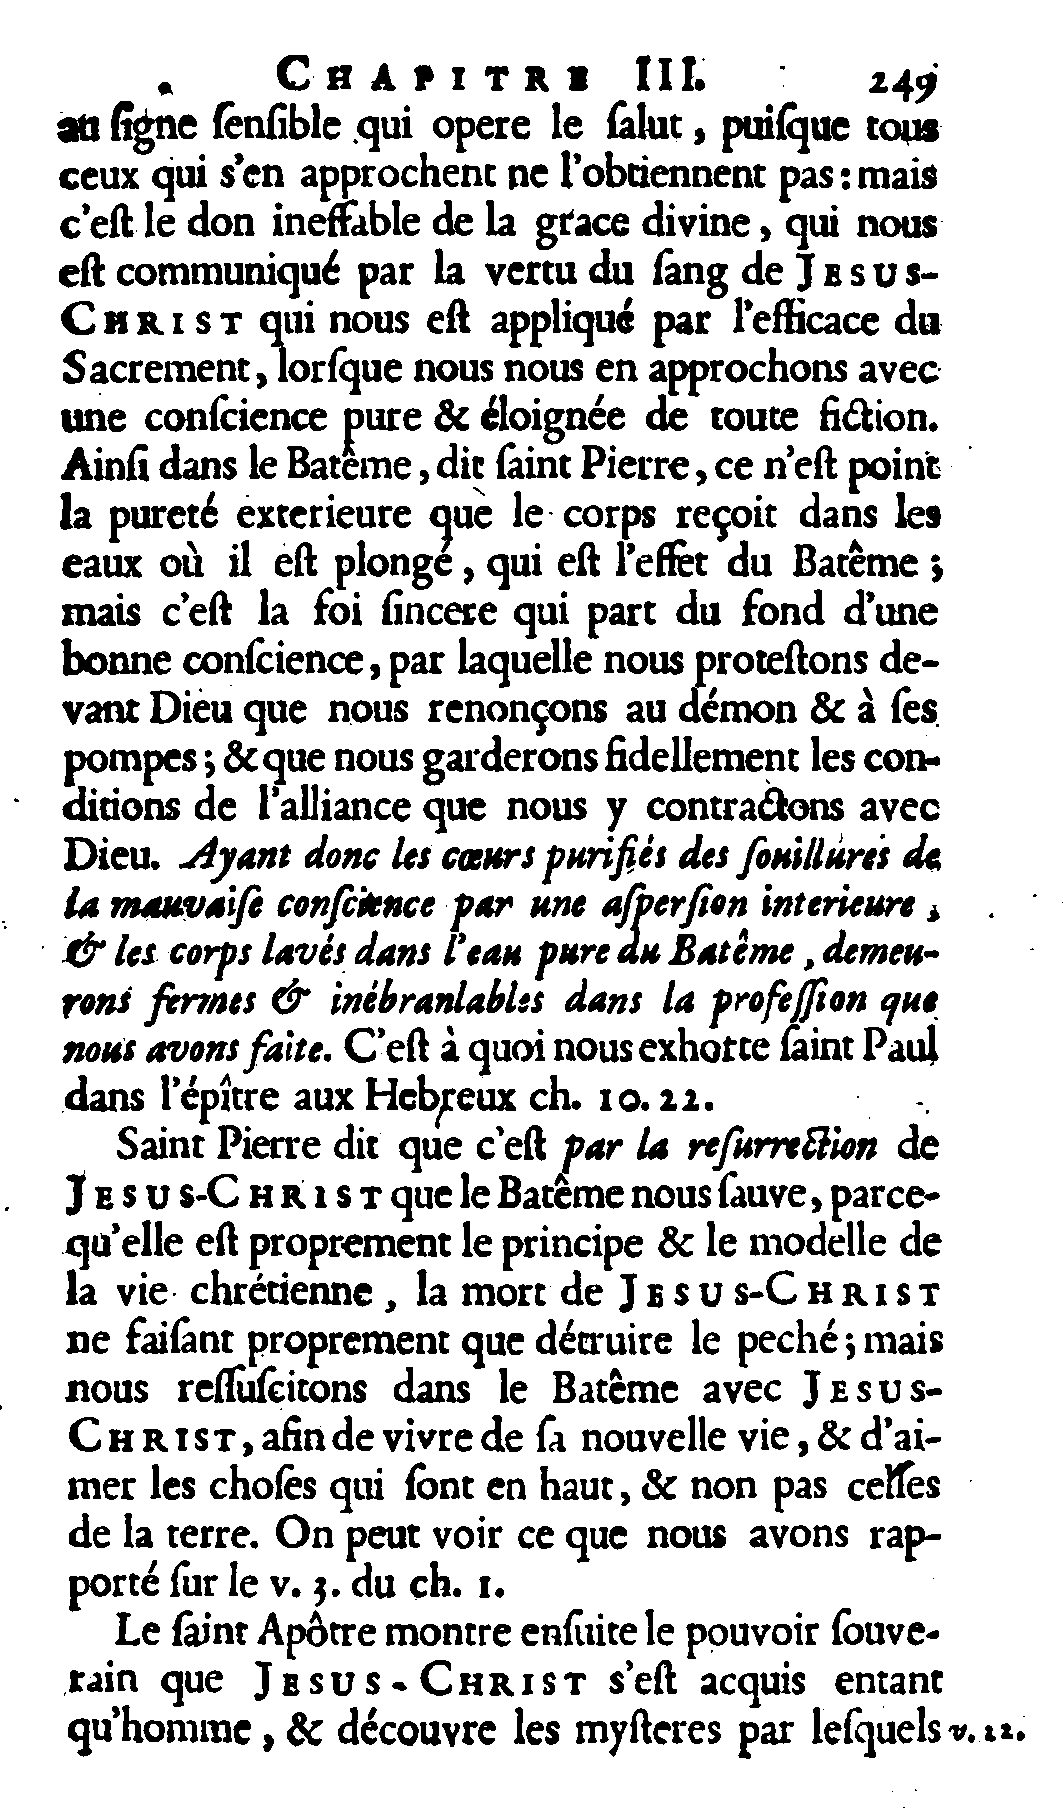 CHAPITRE III. 249
au ſigne ſenſible qui opere le ſalut, puiſque tous
ceux qui s'en approchent ne l'obtiennent pas: mais
c'eſt le don ineffable de la grace divine, qui nous
eſt communiqué par la vertu du ſang de JESUS-
CHRIST qui nous eſt appliqué par l'efficace du
Sacrement, lorſque nous nous en approchons avec
une conſcience pure & éloignée de toute fiction.
Ainſi dans le Batême, dit ſaint Pierre, ce n'eſt point
la pureté exterieure que le corps reçoit dans les
eaux où il eſt plongé, qui eſt l'effet du Batême;
mais c'eſt la foi ſincere qui part du fond d'une
bonne conſcience, par laquelle nous proteſtons de-
vant Dieu que nous renonçons au démon & à ſes
pompes; & que nous garderons fidellement les con-
ditions de l'alliance que nous y contractons avec
Dieu. Ayant donc les cœurs purifiés des ſouillures de
la mauvaiſe conſcience par une aſperſion interieure,
& les corps lavés dans l'eau pure du Batême, demeu-
rons fermes & inébranlables dans la profeſſion que
nous avons faite. C'eſt à quoi nous exhorte ſaint Paul
dans l'épître aux Hebreux ch. 10. 22.
Saint Pierre dit que c'eſt par la reſurrection de
JESUS-CHRIST que le Batême nous ſauve, parce-
qu'elle eſt proprement le principe & le modelle de
la vie chrétienne, la mort de JESUS-CHRIST
ne faiſant proprement que détruire le peché; mais
nous reſſuſcitons dans le Batême avec JESUS-
CHRIST, afin de vivre de ſa nouvelle vie, & d'ai-
mer les choſes qui ſont en haut, & non pas celles
de la terre. On peut voir ce que nous avons rap-
porté ſur le v. 3. du ch. 1.
Le ſaint Apôtre montre enſuite le pouvoir ſouve-
rain que JESUS-CHRIST s'eſt acquis entant
qu'homme, & découvre les myſteres par leſquels v. 22.